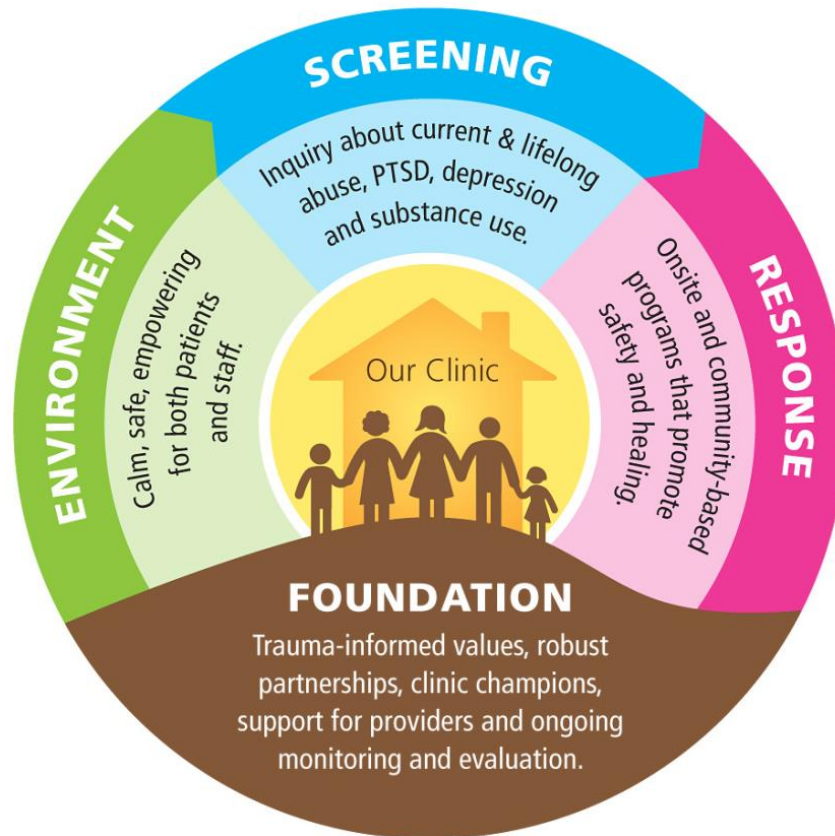 SCREENING
Inquiry about current & lifelong
abuse, PTSD, depression
and substance use.
ENVIRONMENT
Calm, safe, empowering
for both patients
and staff.
RESPONSE
Onsite and community-based
programs that promote
safety and healing.
Our Clinic
FOUNDATION
Trauma-informed values, robust
partnerships, clinic champions,
support for providers and ongoing
monitoring and evaluation.